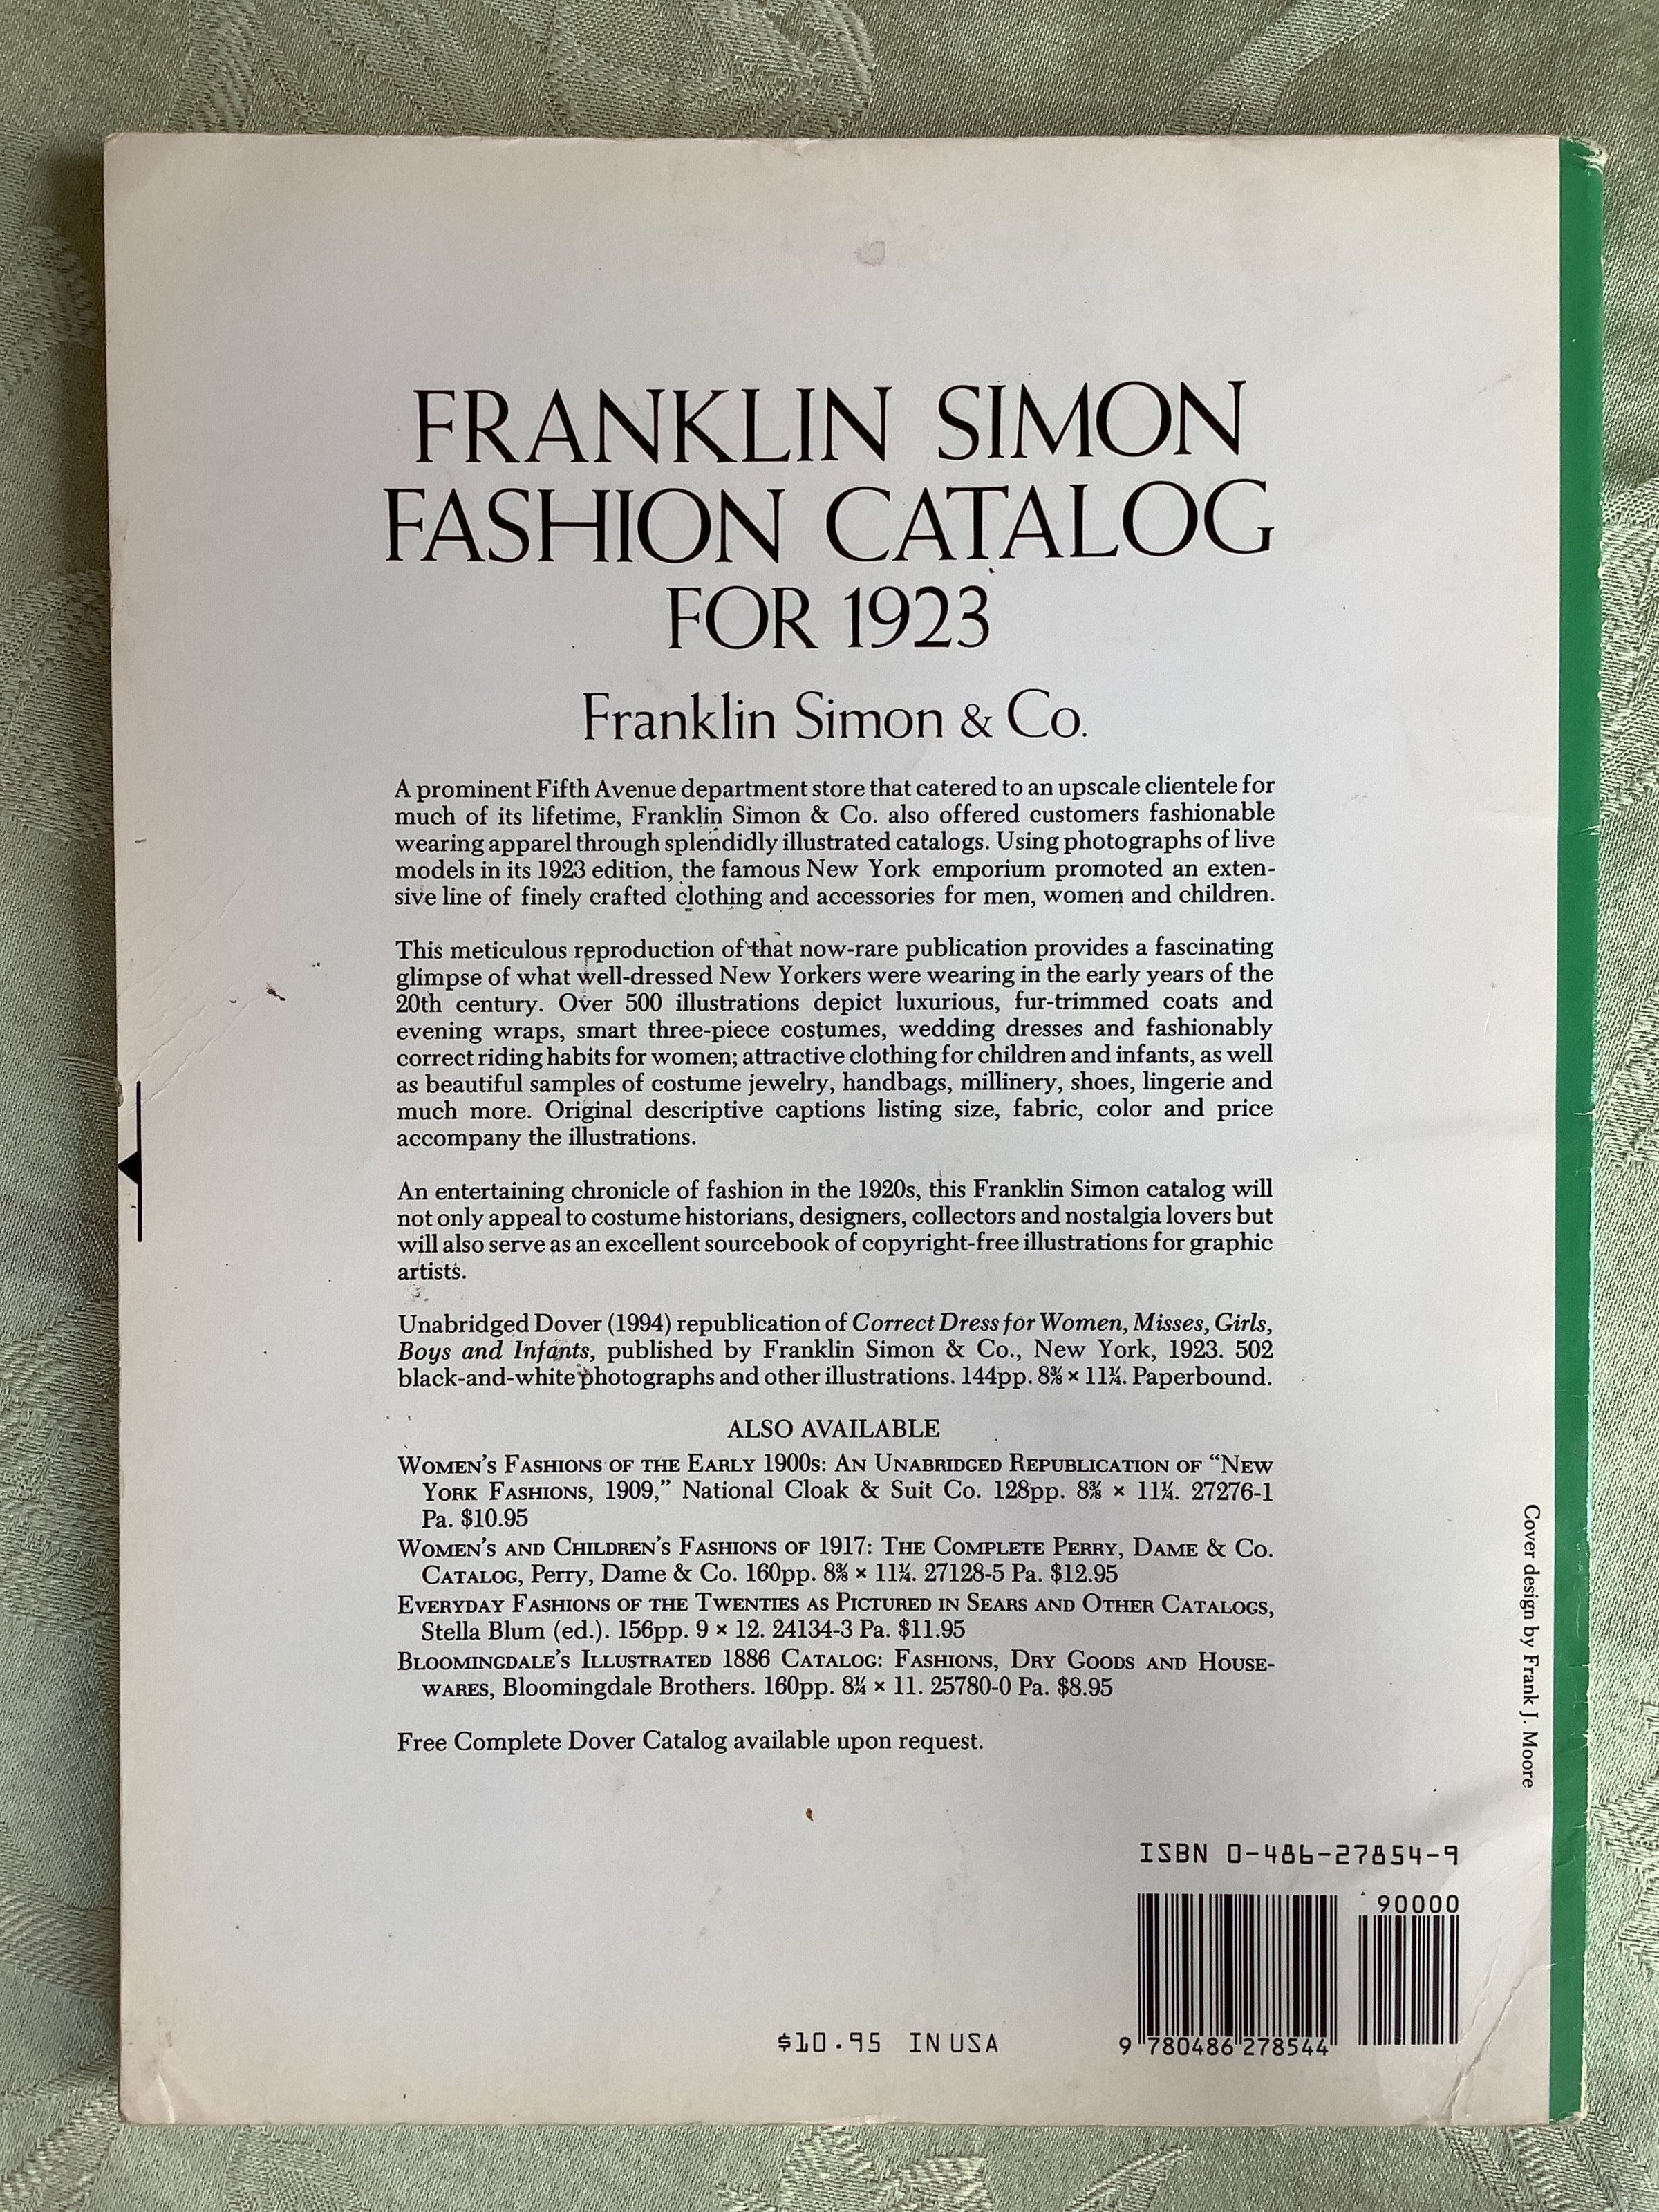 FRANKLIN SIMON
FASHION CATALOG
FOR 1923
Franklin Simon & Co.
A prominent Fifth Avenue department store that catered to an upscale clientele for
much of its lifetime, Franklin Simon & Co. also offered customers fashionable
wearing apparel through splendidly illustrated catalogs. Using photographs of live
models in its 1923 edition, the famous New York emporium promoted an exten-
sive line of finely crafted clothing and accessories for men, women and children.
This meticulous reproduction of that now-rare publication provides a fascinating
glimpse of what well-dressed New Yorkers were wearing in the early years of the
20th century. Over 500 illustrations depict luxurious, fur-trimmed coats and
evening wraps, smart three-piece costumes, wedding dresses and fashionably
correct riding habits for women; attractive clothing for children and infants, as well
as beautiful samples of costume jewelry, handbags, millinery, shoes, lingerie and
much more. Original descriptive captions listing size, fabric, color and price
accompany the illustrations.
An entertaining chronicle of fashion in the 1920s, this Franklin Simon catalog will
not only appeal to costume historians, designers, collectors and nostalgia lovers but
will also serve as an excellent sourcebook of copyright-free illustrations for graphic
artists.
Unabridged Dover (1994) republication of Correct Dress for Women, Misses, Girls,
Boys and Infants, published by Franklin Simon & Co., New York, 1923. 502
black-and-white photographs and other illustrations. 144pp. 8⅜ × 11¼. Paperbound.
ALSO AVAILABLE
WOMEN'S FASHIONS OF THE EARLY 1900s: AN UNABRIDGED REPUBLICATION OF “NEW
YORK FASHIONS, 1909,” National Cloak & Suit Co. 128pp. 8⅜ × 11¼. 27276-1
Pa. $10.95
WOMEN'S AND CHILDREN'S FASHIONS OF 1917: THE COMPLETE PERRY, DAME & CO.
CATALOG, Perry, Dame & Co. 160pp. 8⅜ × 11¼. 27128-5 Pa. $12.95
EVERYDAY FASHIONS OF THE TWENTIES AS PICTURED IN SEARS AND OTHER CATALOGS,
Stella Blum (ed.). 156pp. 9 × 12. 24134-3 Pa. $11.95
BLOOMINGDALE'S ILLUSTRATED 1886 CATALOG: FASHIONS, DRY GOODS AND HOUSE-
WARES, Bloomingdale Brothers. 160pp. 8¼ × 11. 25780-0 Pa. $8.95
Free Complete Dover Catalog available upon request.
Cover design by Frank J. Moore
ISBN 0-486-27854-9
90000
9 780486 278544
$10.95 IN USA